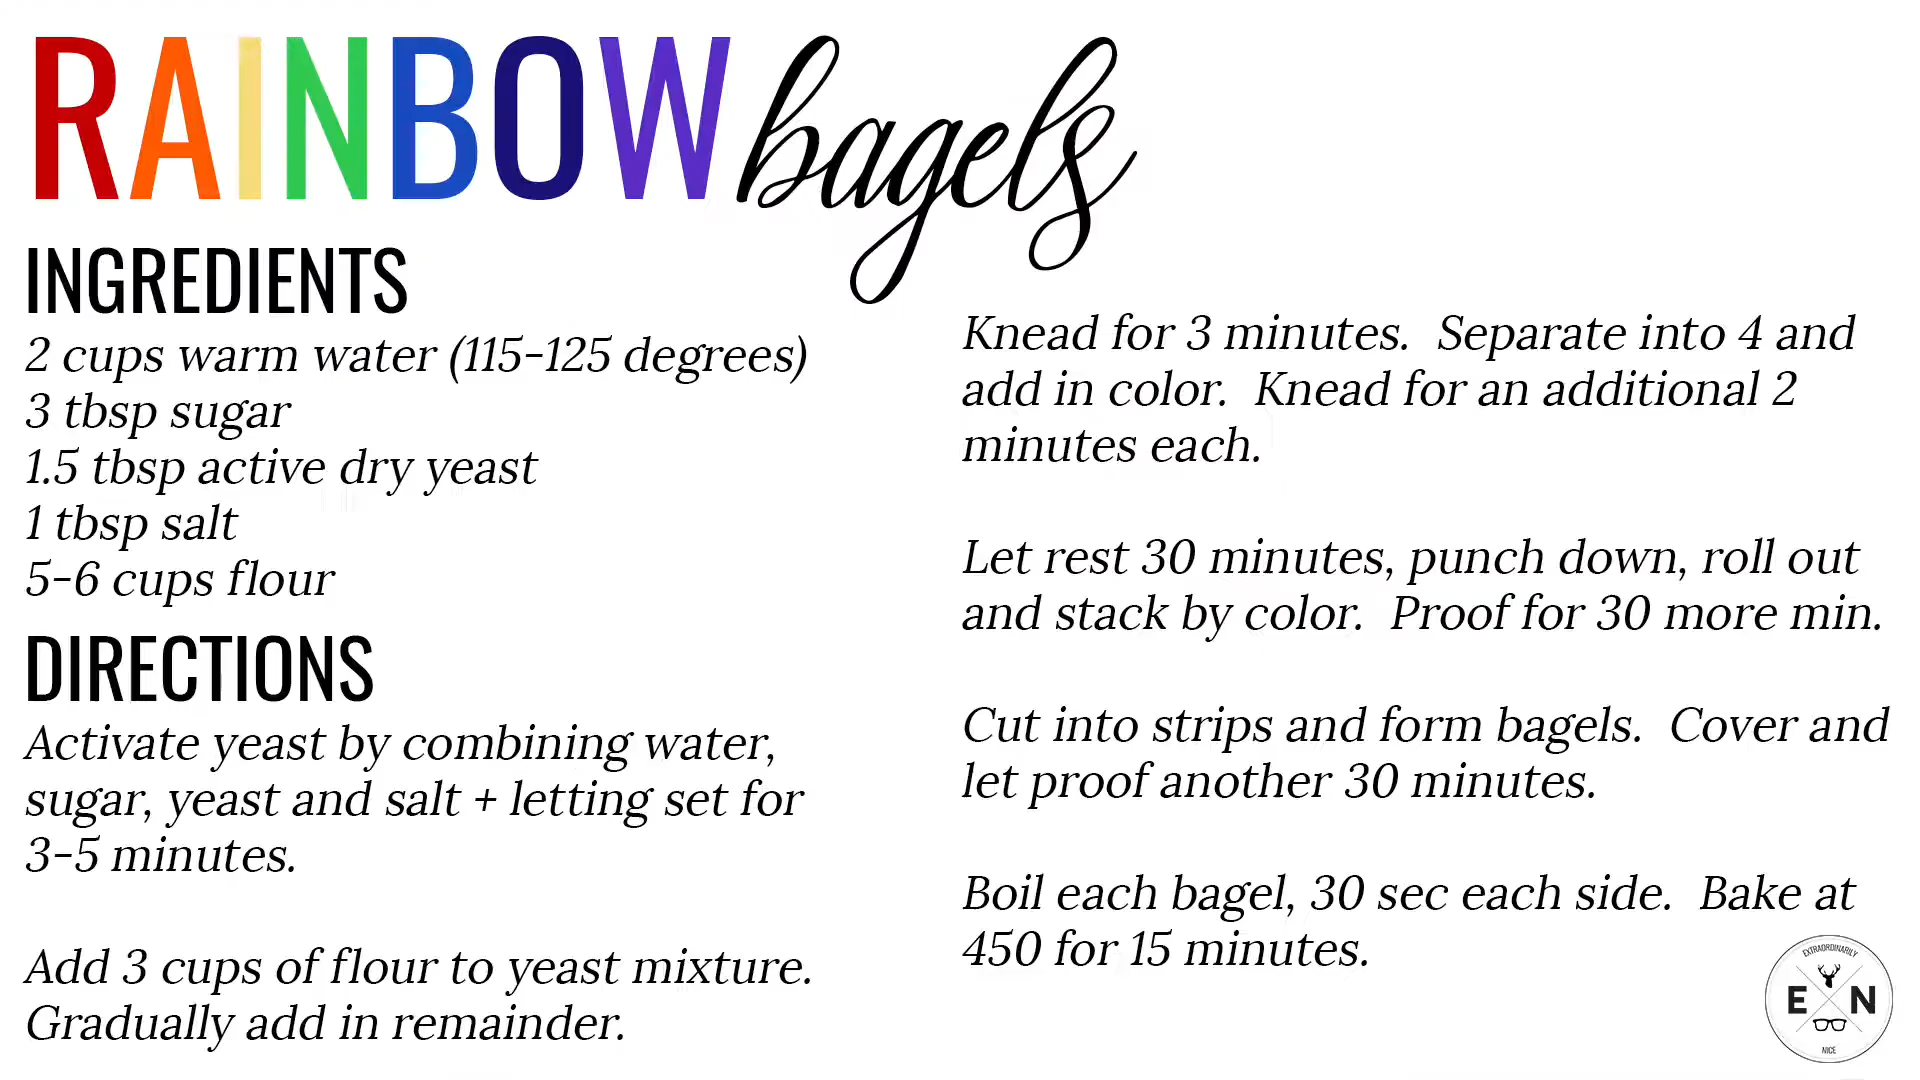 RAINBOW bagels
INGREDIENTS
2 cups warm water (115-125 degrees)
3 tbsp sugar
1.5 tbsp active dry yeast
1 tbsp salt
5-6 cups flour
DIRECTIONS
Activate yeast by combining water,
sugar, yeast and salt + letting set for
3-5 minutes.
Add 3 cups of flour to yeast mixture.
Gradually add in remainder.
Knead for 3 minutes. Separate into 4 and
add in color. Knead for an additional 2
minutes each.
Let rest 30 minutes, punch down, roll out
and stack by color. Proof for 30 more min.
Cut into strips and form bagels. Cover and
let proof another 30 minutes.
Boil each bagel, 30 sec each side. Bake at
450 for 15 minutes.
EXTRAORDINARILY
E N
NICE